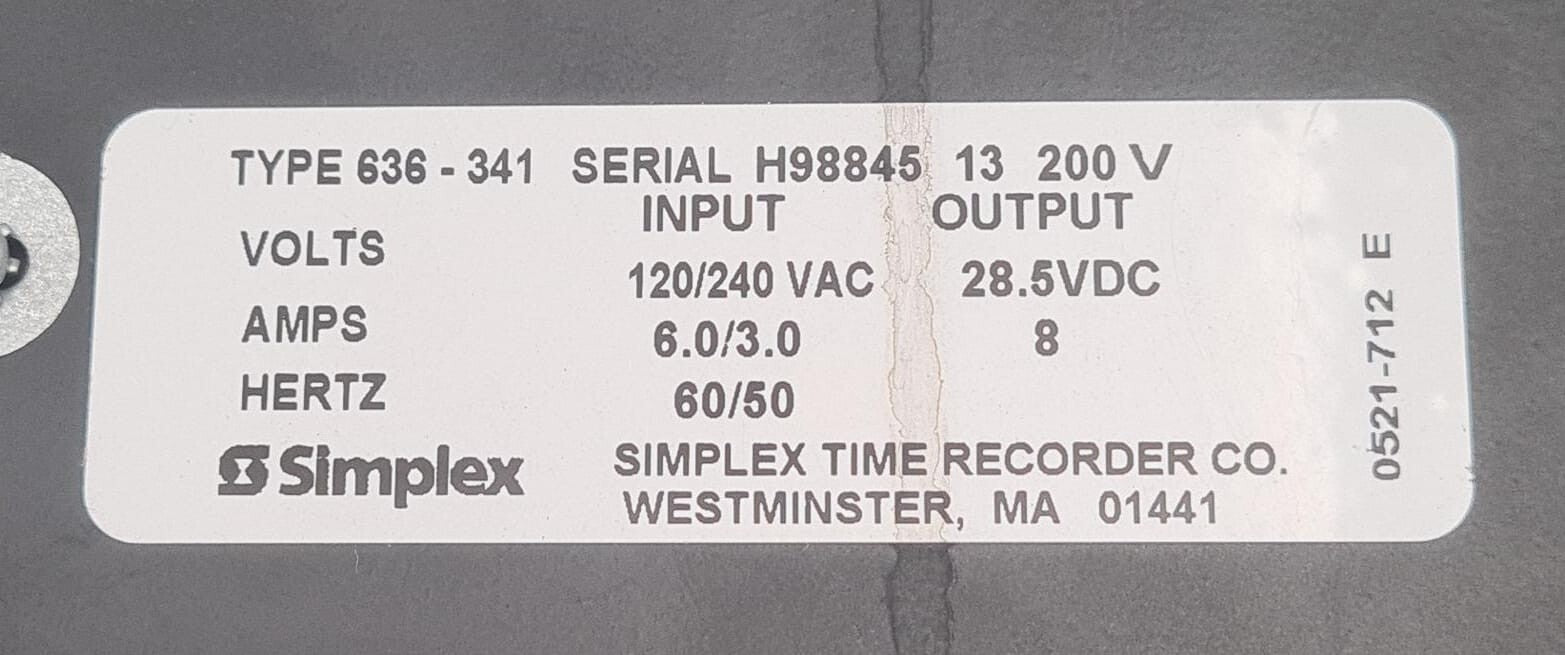 TYPE 636 - 341 SERIAL H98845 13 200 V
INPUT OUTPUT
VOLTS 120/240 VAC 28.5VDC
AMPS 6.0/3.0 8
HERTZ 60/50
Simplex SIMPLEX TIME RECORDER CO.
WESTMINSTER, MA 01441
0521-712 E